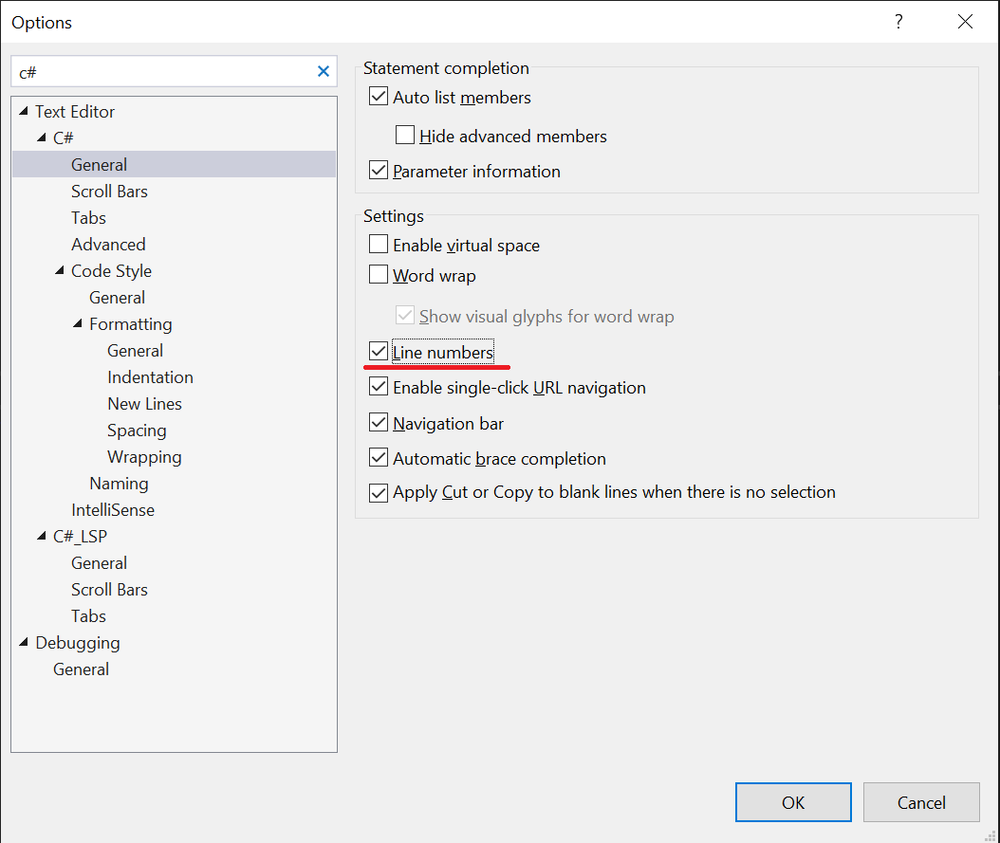 Options
?
c#
Text Editor
C#
General
Scroll Bars
Tabs
Advanced
Code Style
General
Formatting
General
Indentation
New Lines
Spacing
Wrapping
Naming
IntelliSense
C#_LSP
General
Scroll Bars
Tabs
Debugging
General
Statement completion
Auto list members
Hide advanced members
Parameter information
Settings
Enable virtual space
Word wrap
Show visual glyphs for word wrap
Line numbers
Enable single-click URL navigation
Navigation bar
Automatic brace completion
Apply Cut or Copy to blank lines when there is no selection
OK
Cancel